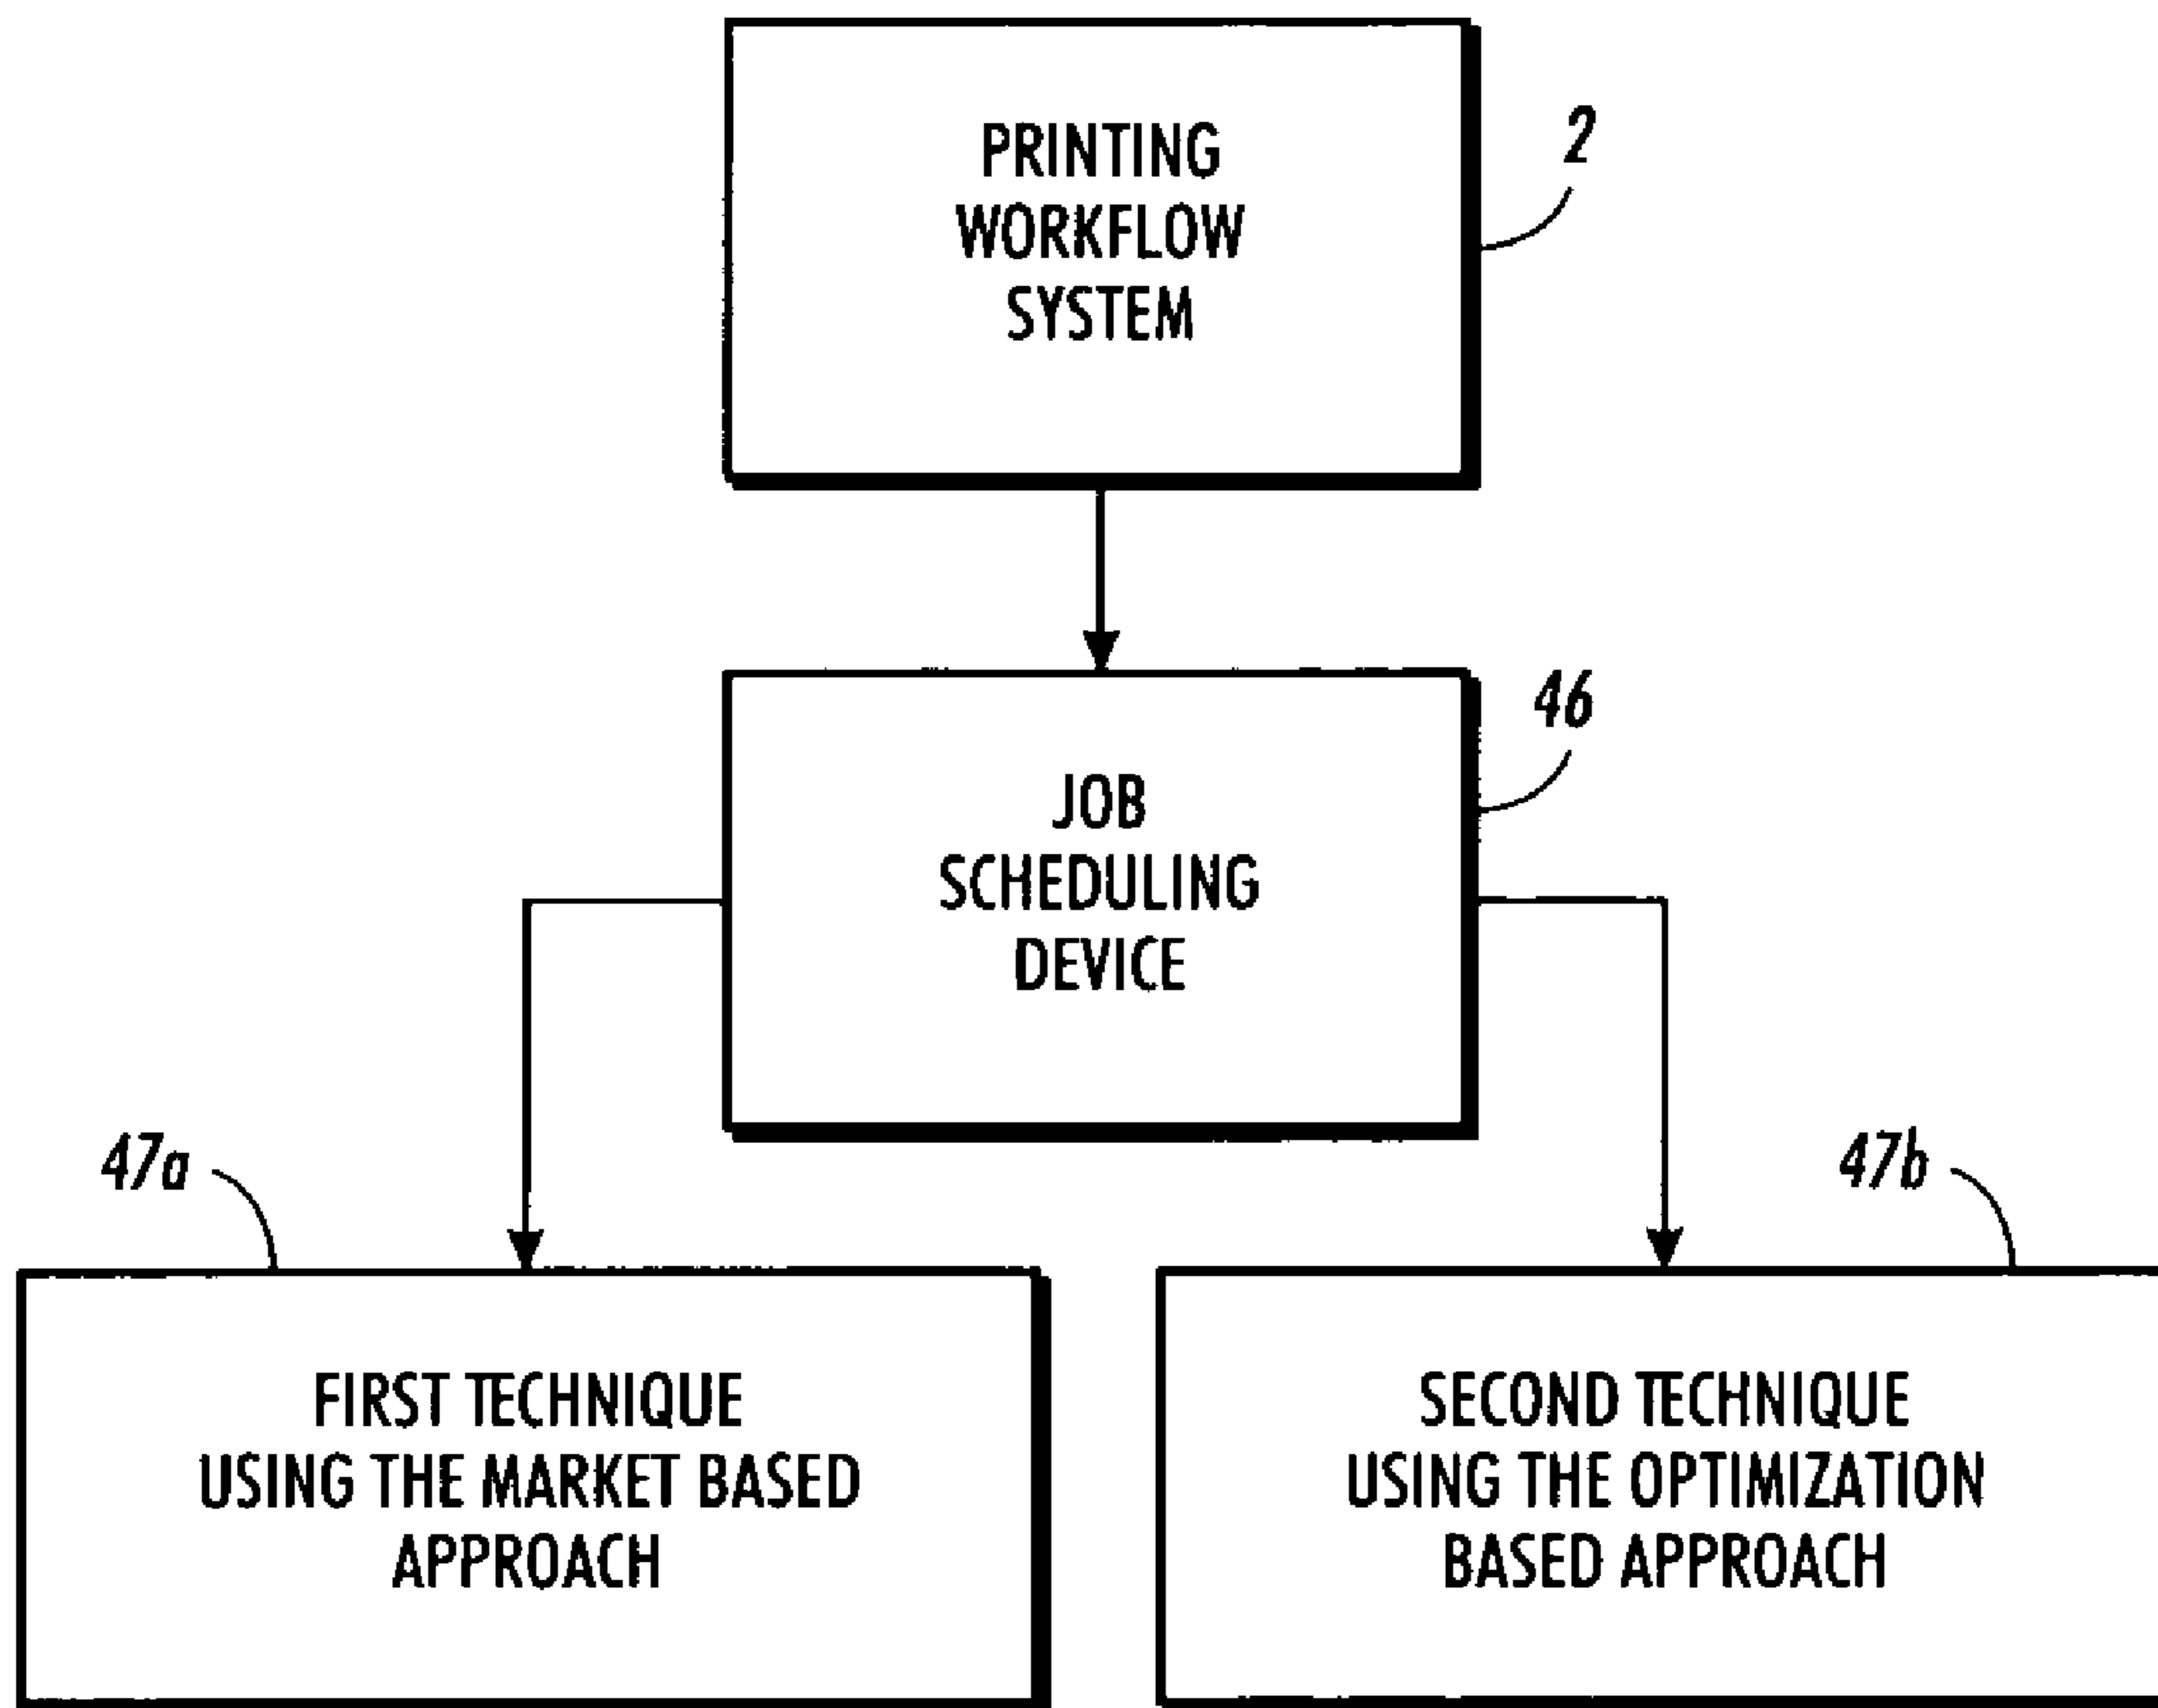 PRINTING
WORKFLOW
SYSTEM
2
46
JOB
SCHEDULING
DEVICE
47a
47b
FIRST TECHNIQUE
USING THE MARKET BASED
APPROACH
SECOND TECHNIQUE
USING THE OPTIMIZATION
BASED APPROACH